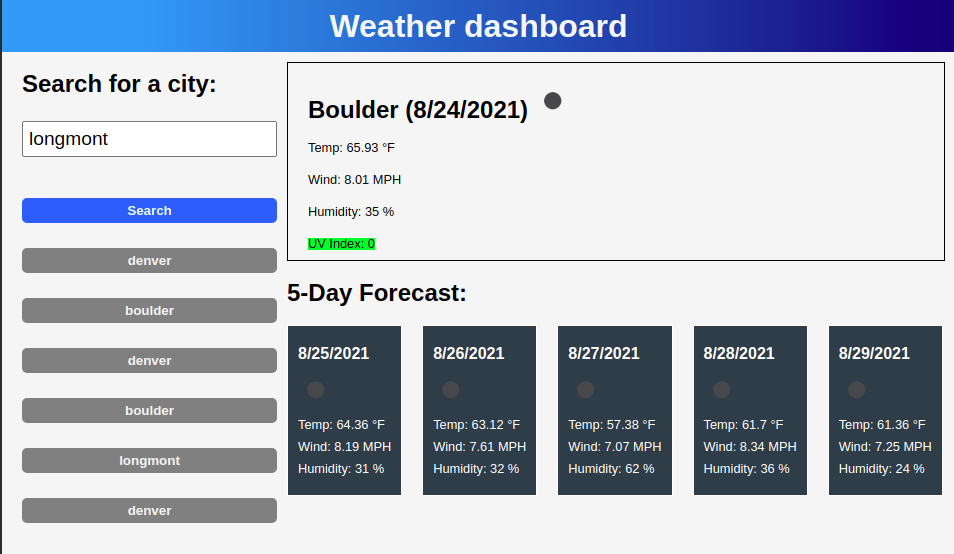 Weather dashboard
Search for a city:
longmont
Search
denver
boulder
denver
boulder
longmont
denver
Boulder (8/24/2021)
Temp: 65.93 °F
Wind: 8.01 MPH
Humidity: 35 %
UV Index: 0
5-Day Forecast:
8/25/2021
Temp: 64.36 °F
Wind: 8.19 MPH
Humidity: 31 %
8/26/2021
Temp: 63.12 °F
Wind: 7.61 MPH
Humidity: 32 %
8/27/2021
Temp: 57.38 °F
Wind: 7.07 MPH
Humidity: 62 %
8/28/2021
Temp: 61.7 °F
Wind: 8.34 MPH
Humidity: 36 %
8/29/2021
Temp: 61.36 °F
Wind: 7.25 MPH
Humidity: 24 %